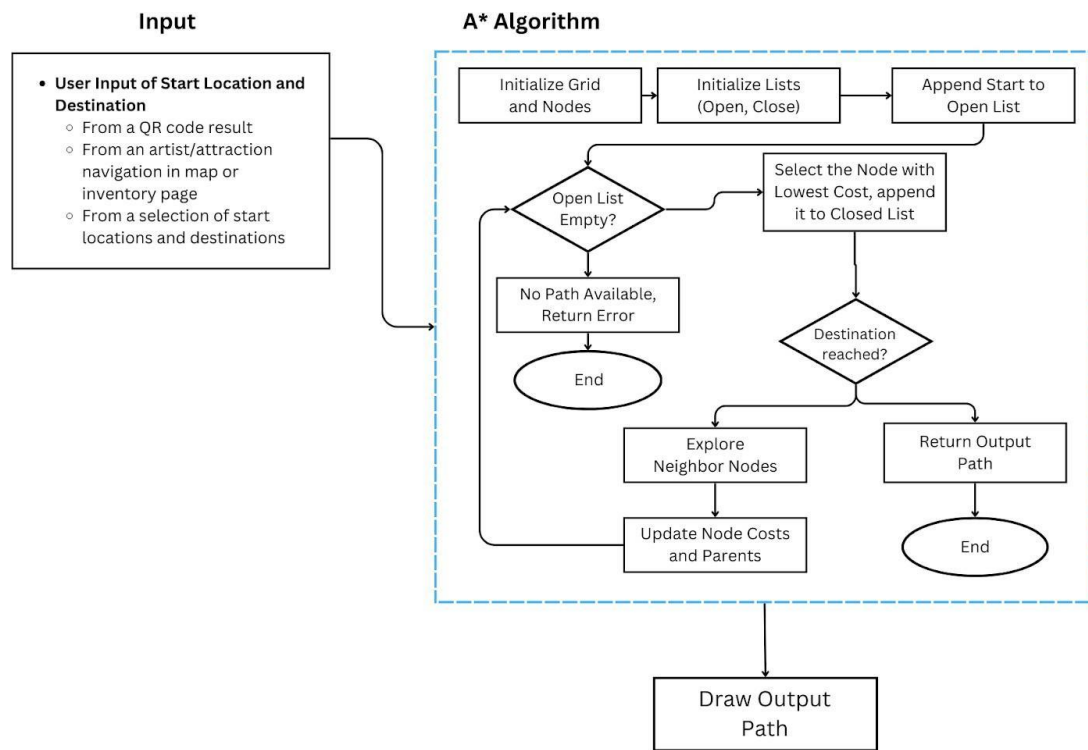 Input
User Input of Start Location and
Destination
From a QR code result
From an artist/attraction
navigation in map or
inventory page
From a selection of start
locations and destinations
A* Algorithm
Initialize Grid
and Nodes
Initialize Lists
(Open, Close)
Append Start to
Open List
Open List
Empty?
Select the Node with
Lowest Cost, append
it to Closed List
No Path Available,
Return Error
End
Destination
reached?
Explore
Neighbor Nodes
Return Output
Path
Update Node Costs
and Parents
End
Draw Output
Path